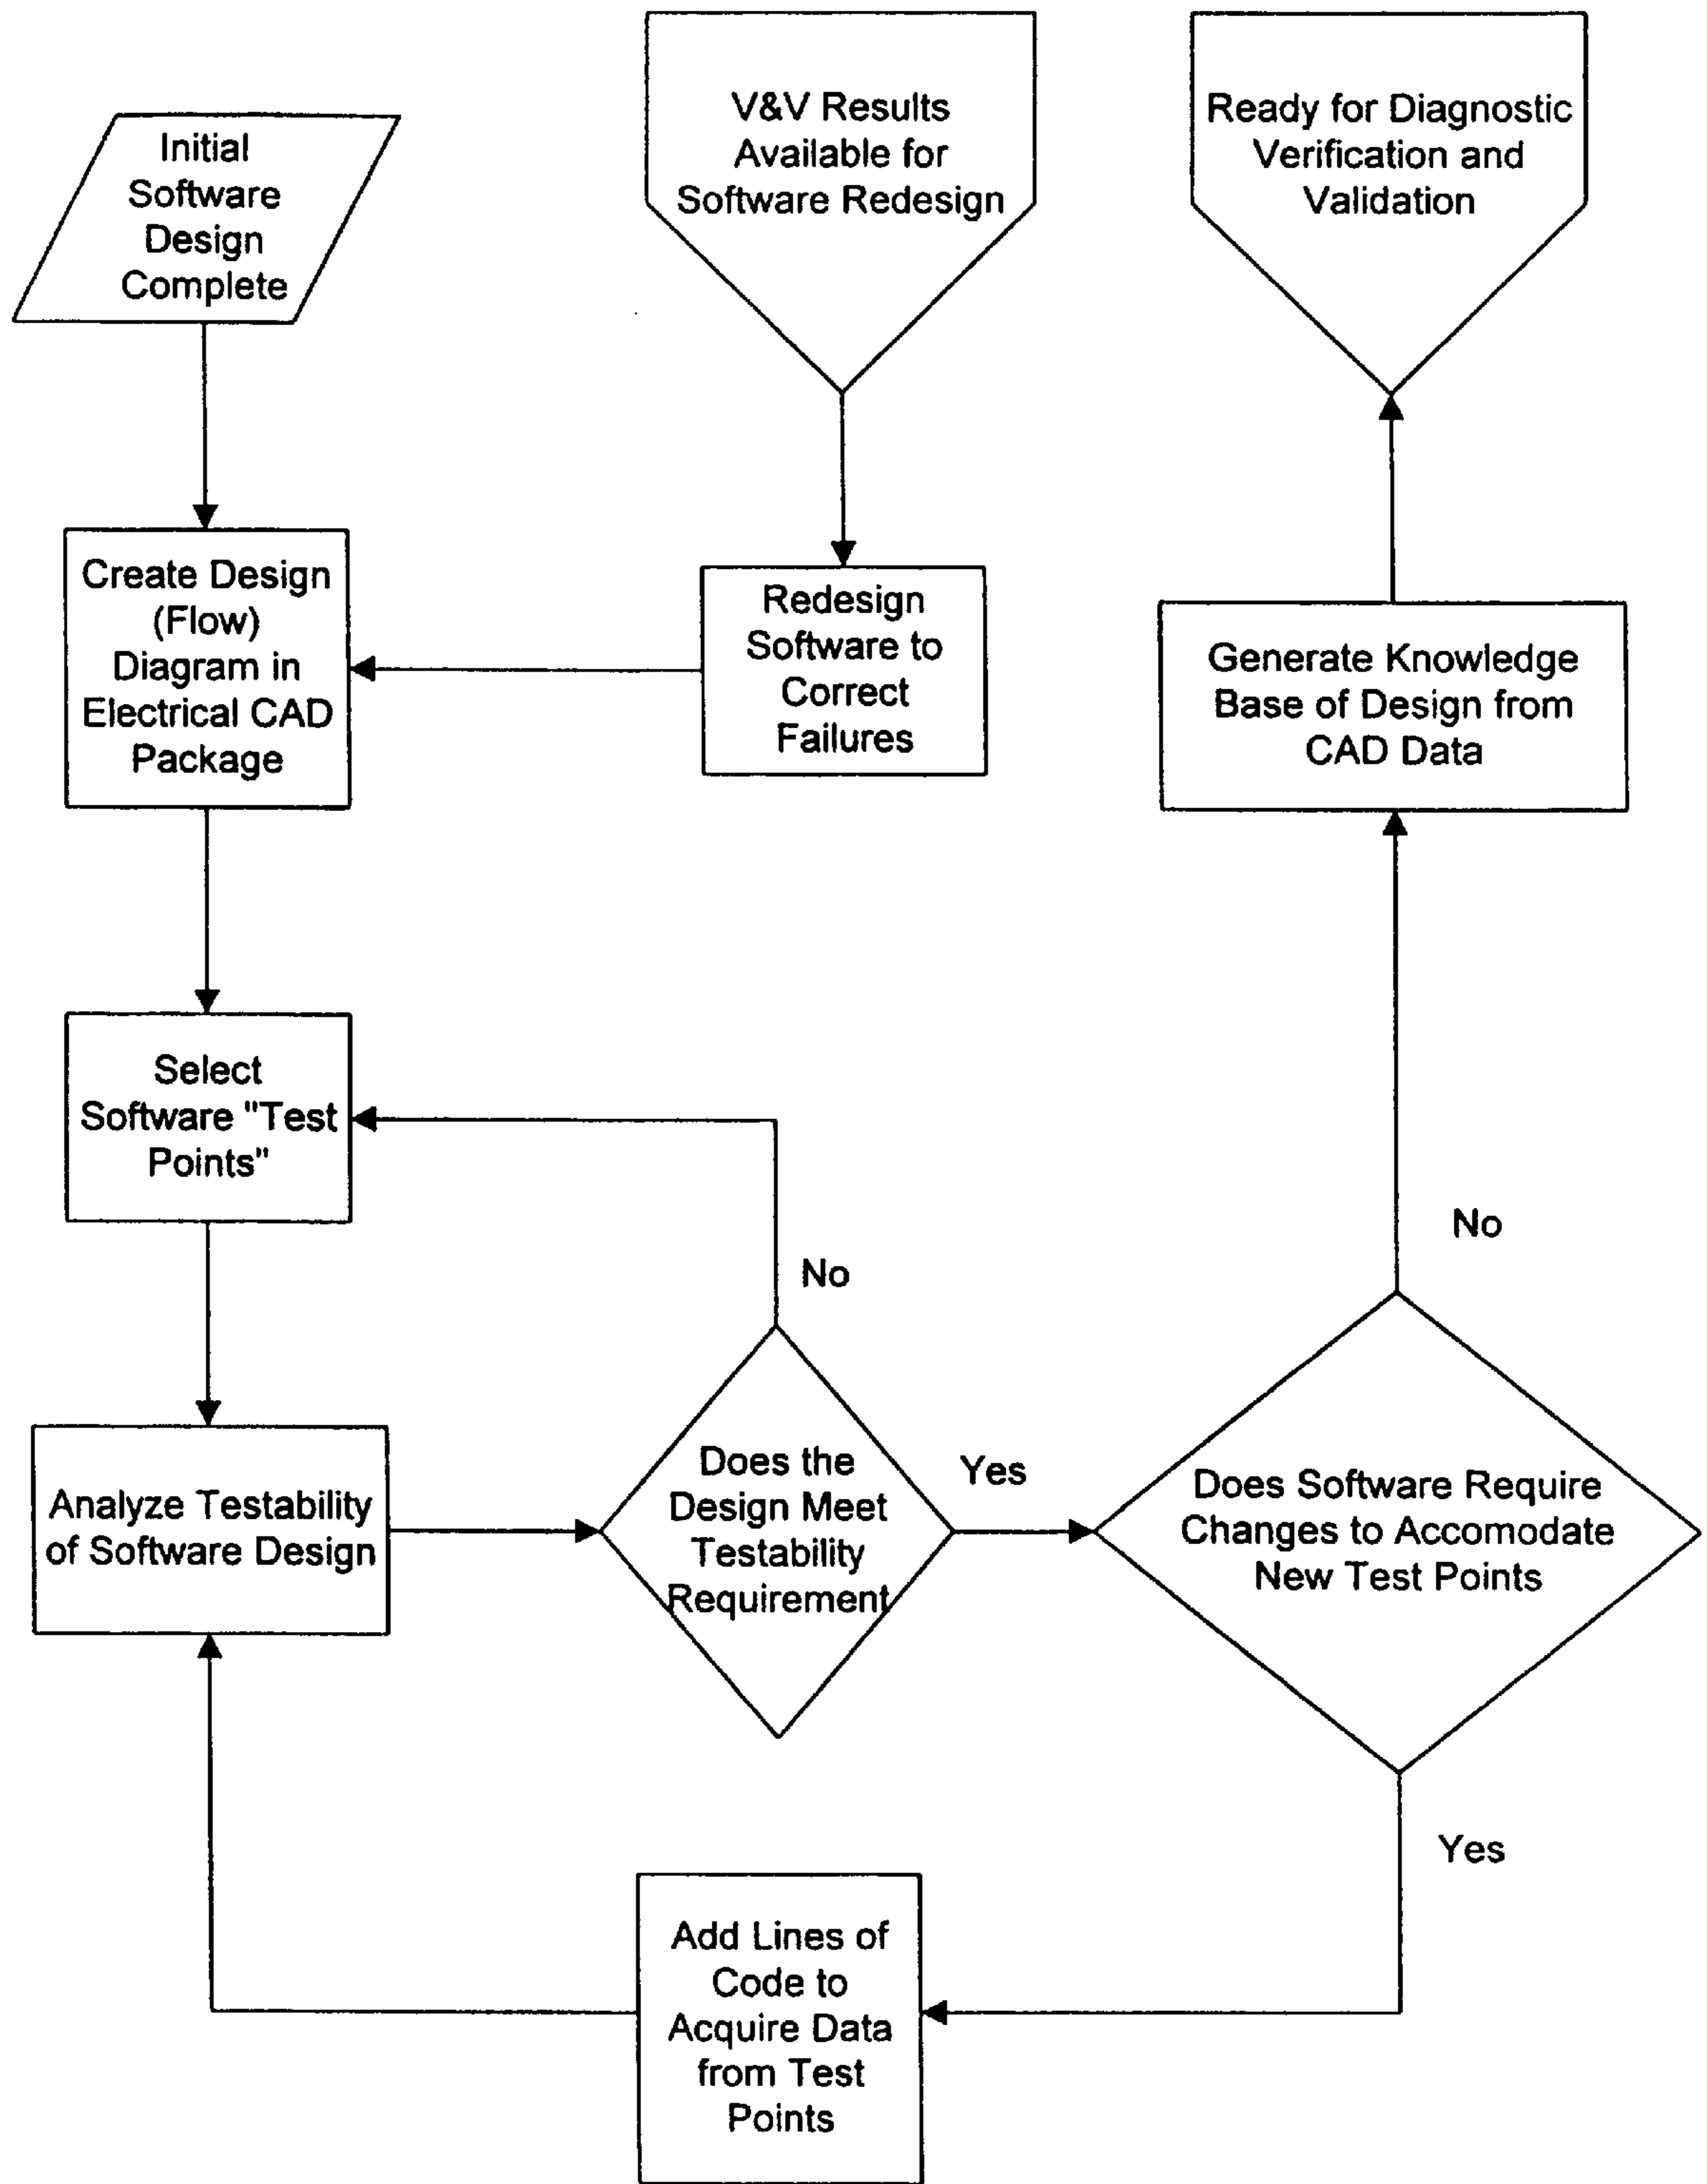 Initial
Software
Design
Complete
V&V Results
Available for
Software Redesign
Ready for Diagnostic
Verification and
Validation
Create Design
(Flow)
Diagram in
Electrical CAD
Package
Redesign
Software to
Correct
Failures
Generate Knowledge
Base of Design from
CAD Data
Select
Software "Test
Points"
No
No
Analyze Testability
of Software Design
Does the
Design Meet
Testability
Requirement
Yes
Does Software Require
Changes to Accomodate
New Test Points
Yes
Add Lines of
Code to
Acquire Data
from Test
Points